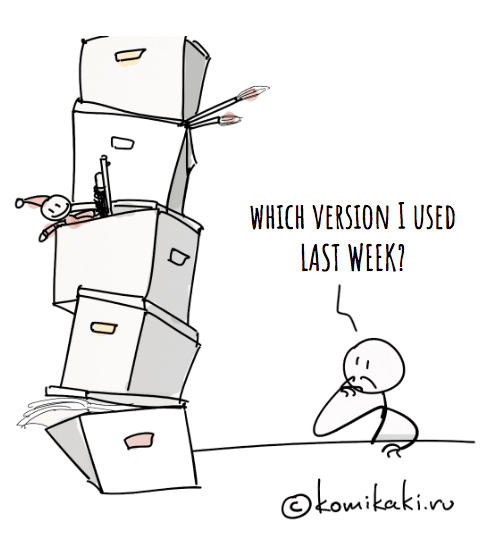 WHICH VERSION I USED
LAST WEEK?
©komikaki.ru